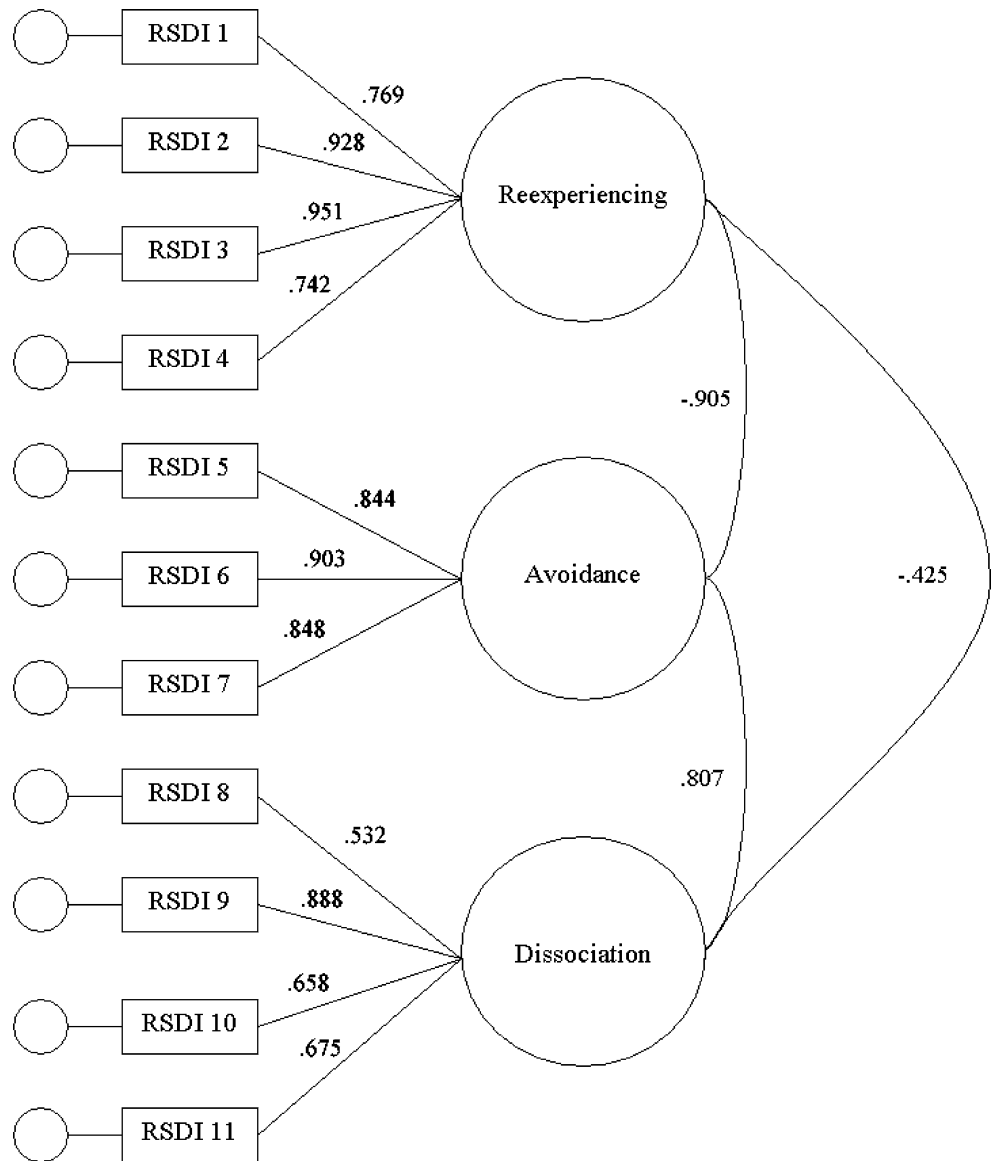 RSDI 1
.769
RSDI 2
.928
Reexperiencing
.951
RSDI 3
.742
RSDI 4
-.905
RSDI 5
.844
.903
RSDI 6
Avoidance
-.425
.848
RSDI 7
.807
RSDI 8
.532
.888
RSDI 9
Dissociation
.658
RSDI 10
.675
RSDI 11